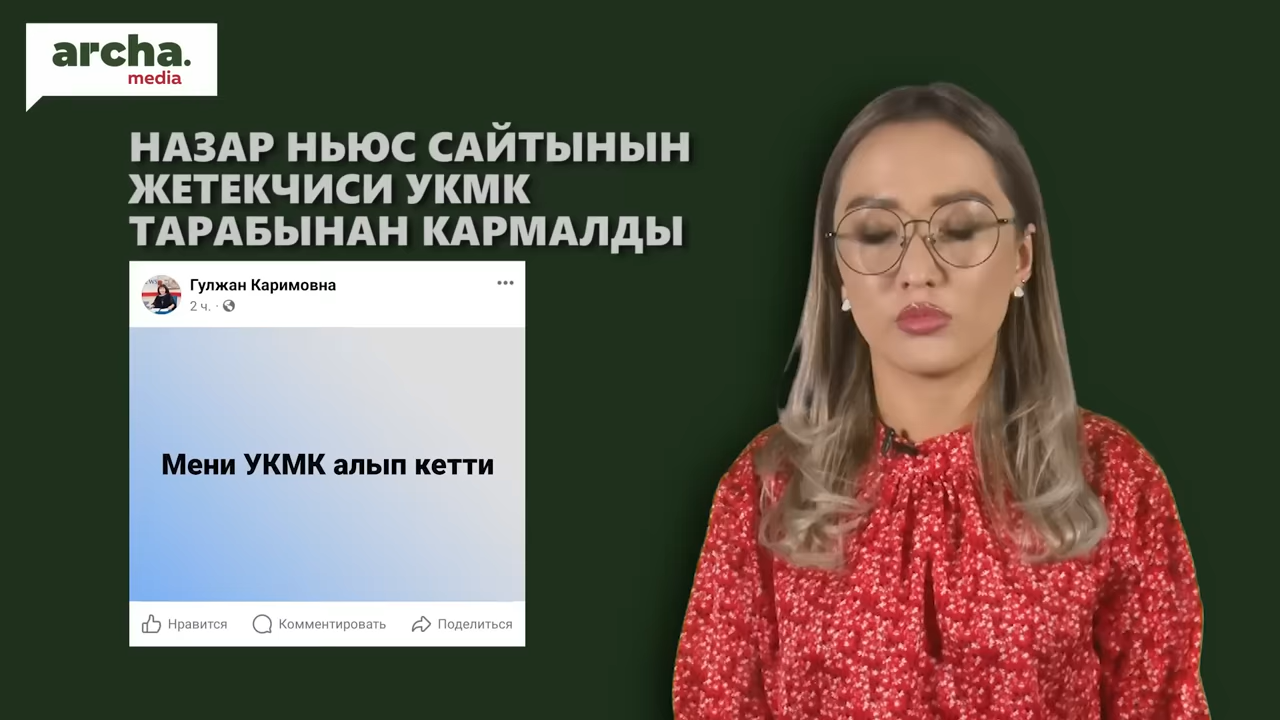 archa.
media
НАЗАР НЬЮС САЙТЫНЫН
ЖЕТЕКЧИСИ УКМК
ТАРАБЫНАН КАРМАЛДЫ
Гулжан Каримовна
2 ч. ·
Мени УКМК алып кетти
Нравится Комментировать Поделиться